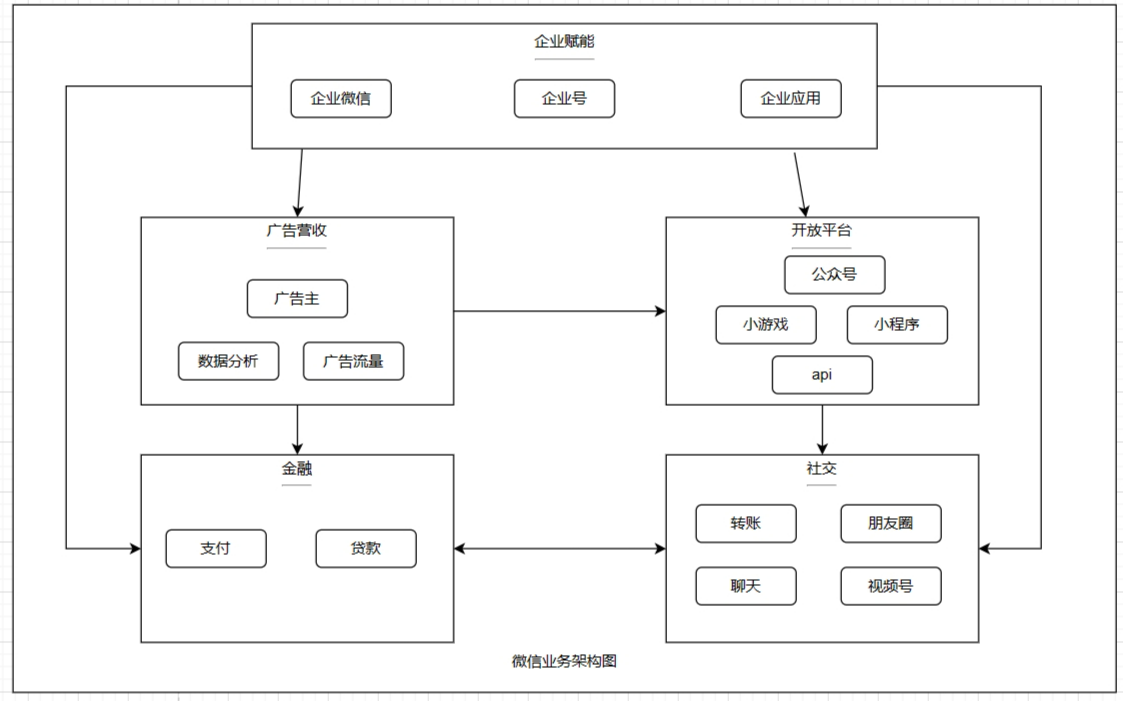 企业赋能
企业微信
企业号
企业应用
广告营收
广告主
数据分析
广告流量
开放平台
公众号
小游戏
小程序
api
金融
支付
贷款
社交
转账
朋友圈
聊天
视频号
微信业务架构图